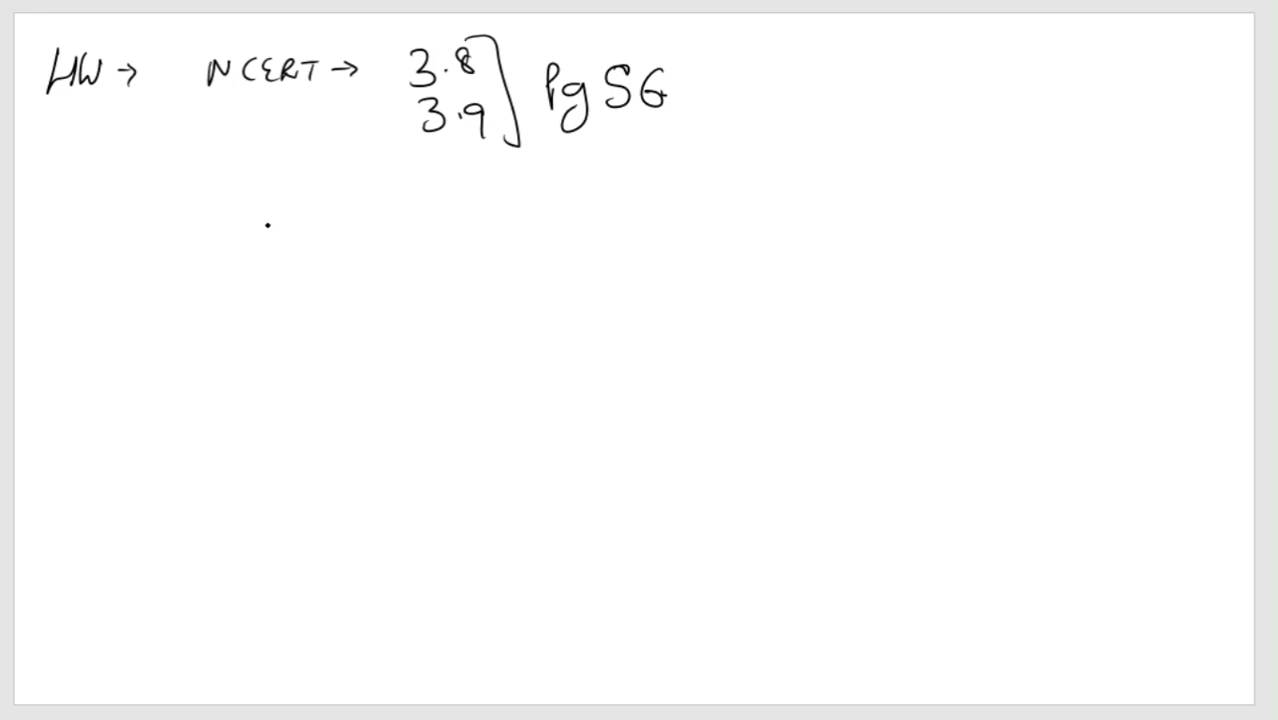 HW → NCERT → 3.8
3.9 ] Pg 56